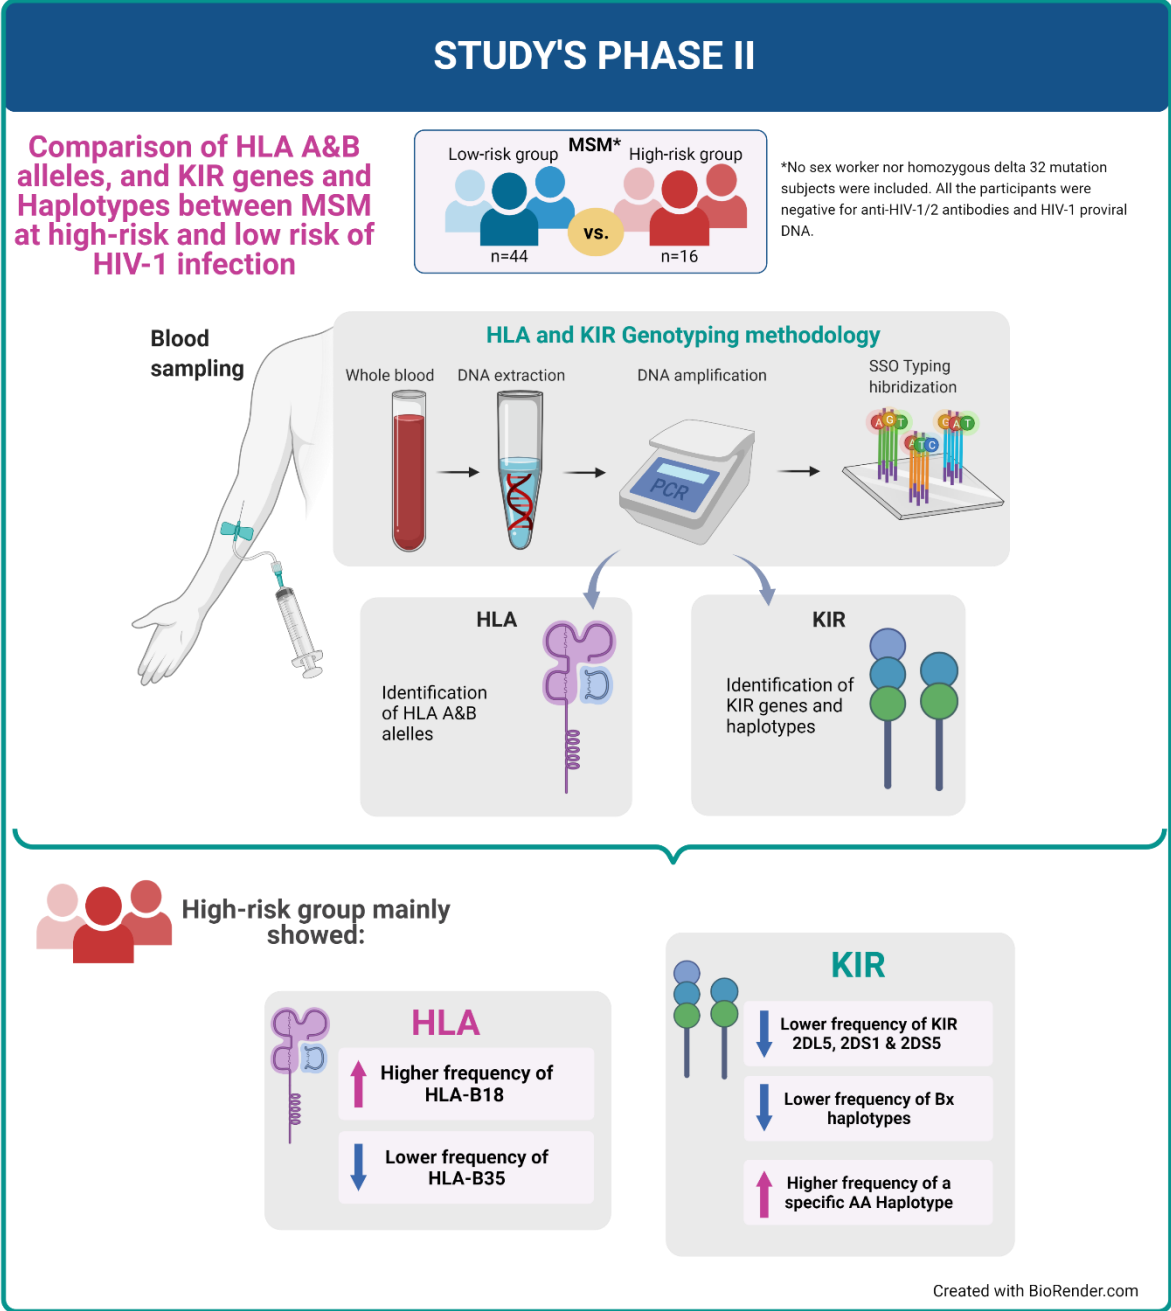 STUDY'S PHASE II
Comparison of HLA A&B
alleles, and KIR genes and
Haplotypes between MSM
at high-risk and low risk of
HIV-1 infection
MSM*
Low-risk group
High-risk group
vs.
n=44
n=16
*No sex worker nor homozygous delta 32 mutation
subjects were included. All the participants were
negative for anti-HIV-1/2 antibodies and HIV-1 proviral
DNA.
Blood
sampling
HLA and KIR Genotyping methodology
Whole blood
DNA extraction
DNA amplification
SSO Typing
hibridization
PCR
A G T
A T C
G A T
HLA
Identification
of HLA A&B
alelles
KIR
Identification of
KIR genes and
haplotypes
High-risk group mainly
showed:
HLA
Higher frequency of
HLA-B18
Lower frequency of
HLA-B35
KIR
Lower frequency of KIR
2DL5, 2DS1 & 2DS5
Lower frequency of Bx
haplotypes
Higher frequency of a
specific AA Haplotype
Created with BioRender.com